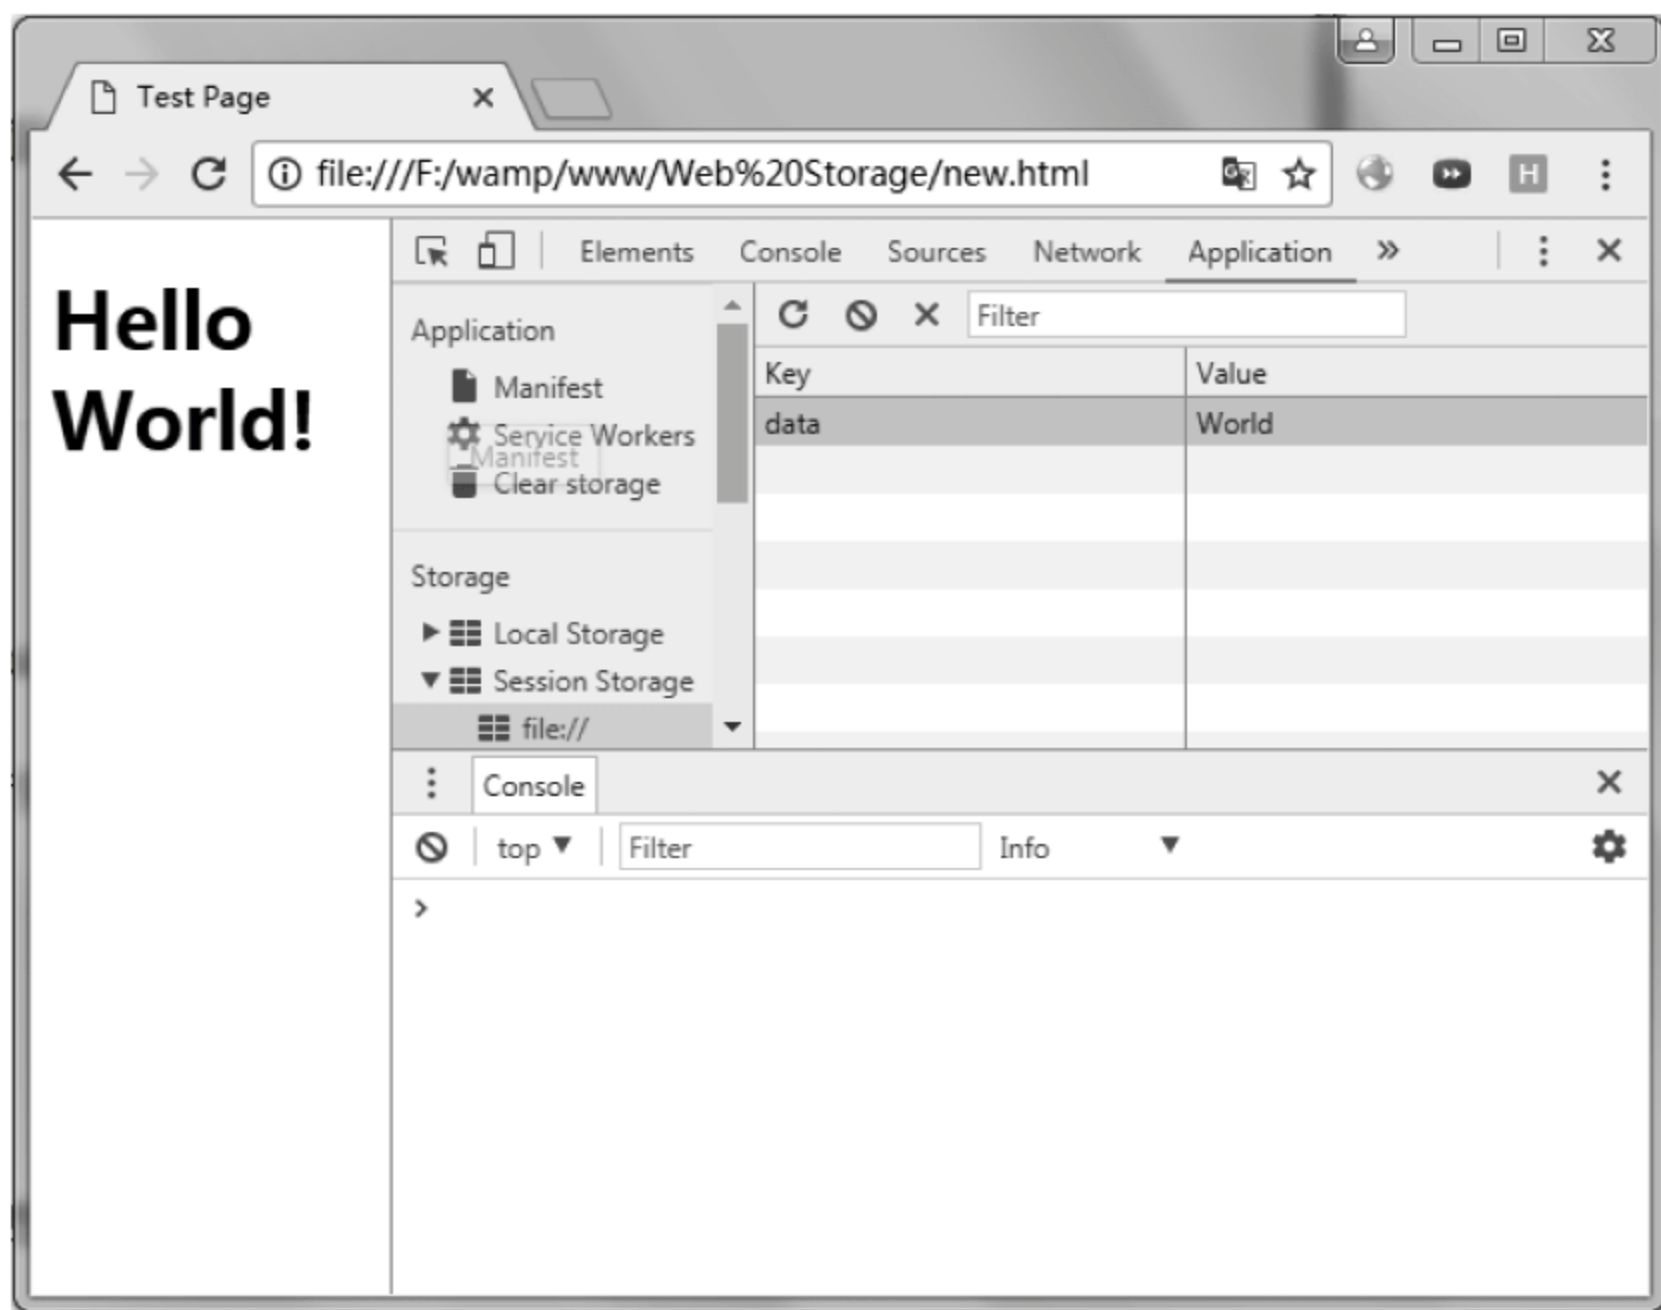 Test Page
file:///F:/wamp/www/Web%20Storage/new.html
H
Hello
World!
Elements Console Sources Network Application
Application
Manifest
Service Workers
Manifest
Clear storage
Storage
Local Storage
Session Storage
file://
Filter
Key Value
data World
Console
top Filter Info